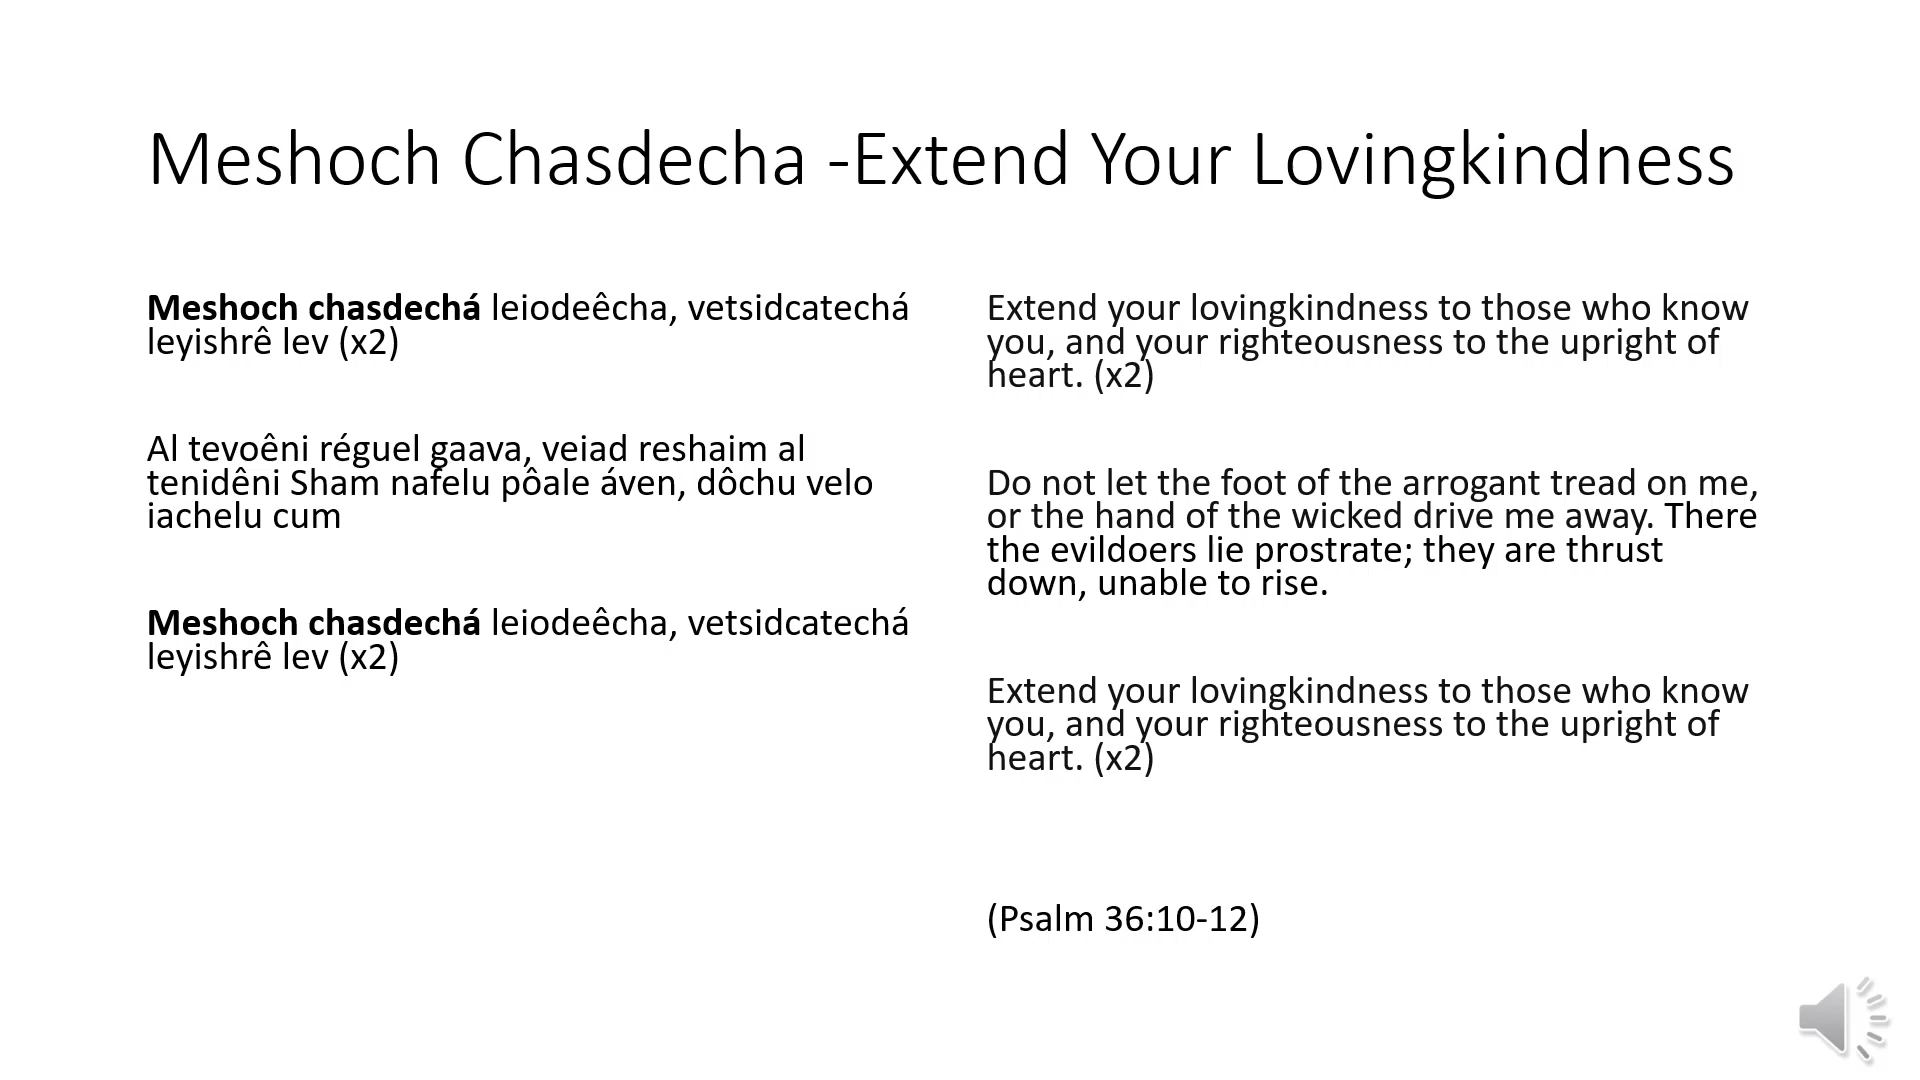 Meshoch Chasdecha -Extend Your Lovingkindness
Meshoch chasdechá leiodeêcha, vetsidcatechá
leyishrê lev (x2)
Al tevoêni réguel gaava, veiad reshaim al
tenidêni Sham nafelu pôale áven, dôchu velo
iachelu cum
Meshoch chasdechá leiodeêcha, vetsidcatechá
leyishrê lev (x2)
Extend your lovingkindness to those who know
you, and your righteousness to the upright of
heart. (x2)
Do not let the foot of the arrogant tread on me,
or the hand of the wicked drive me away. There
the evildoers lie prostrate; they are thrust
down, unable to rise.
Extend your lovingkindness to those who know
you, and your righteousness to the upright of
heart. (x2)
(Psalm 36:10-12)